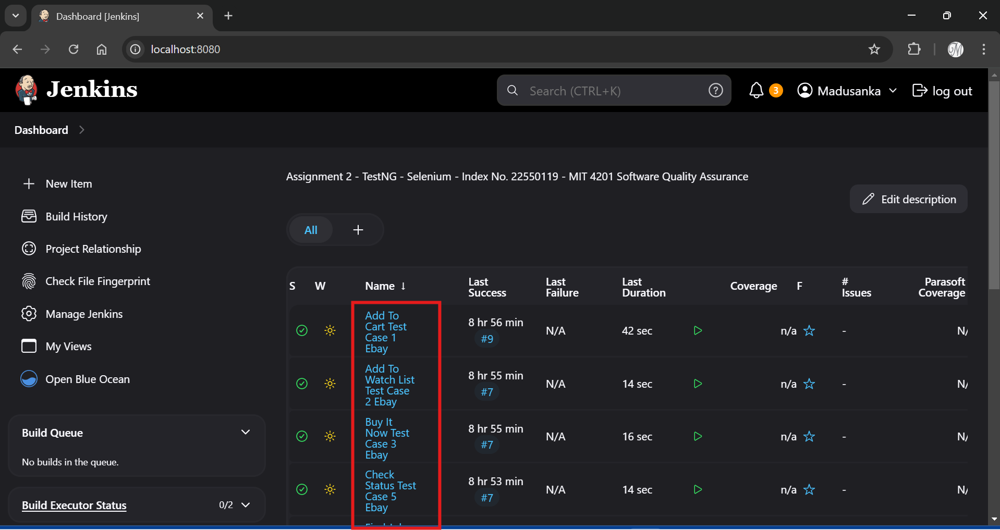 Dashboard [Jenkins]
localhost:8080
Jenkins
Search (CTRL+K)
3
Madusanka
log out
Dashboard
New Item
Build History
Project Relationship
Check File Fingerprint
Manage Jenkins
My Views
Open Blue Ocean
Build Queue
No builds in the queue.
Build Executor Status
0/2
Assignment 2 - TestNG - Selenium - Index No. 22550119 - MIT 4201 Software Quality Assurance
Edit description
All
S W Name ↓ Last Success Last Failure Last Duration Coverage F # Issues Parasoft Coverage
Add To
Cart Test
Case 1
Ebay
8 hr 56 min
#9
N/A
42 sec
n/a
-
N/
Add To
Watch List
Test Case
2 Ebay
8 hr 55 min
#7
N/A
14 sec
n/a
-
N/
Buy It
Now Test
Case 3
Ebay
8 hr 55 min
#7
N/A
16 sec
n/a
-
N/
Check
Status Test
Case 5
Ebay
8 hr 53 min
#7
N/A
14 sec
n/a
-
N/